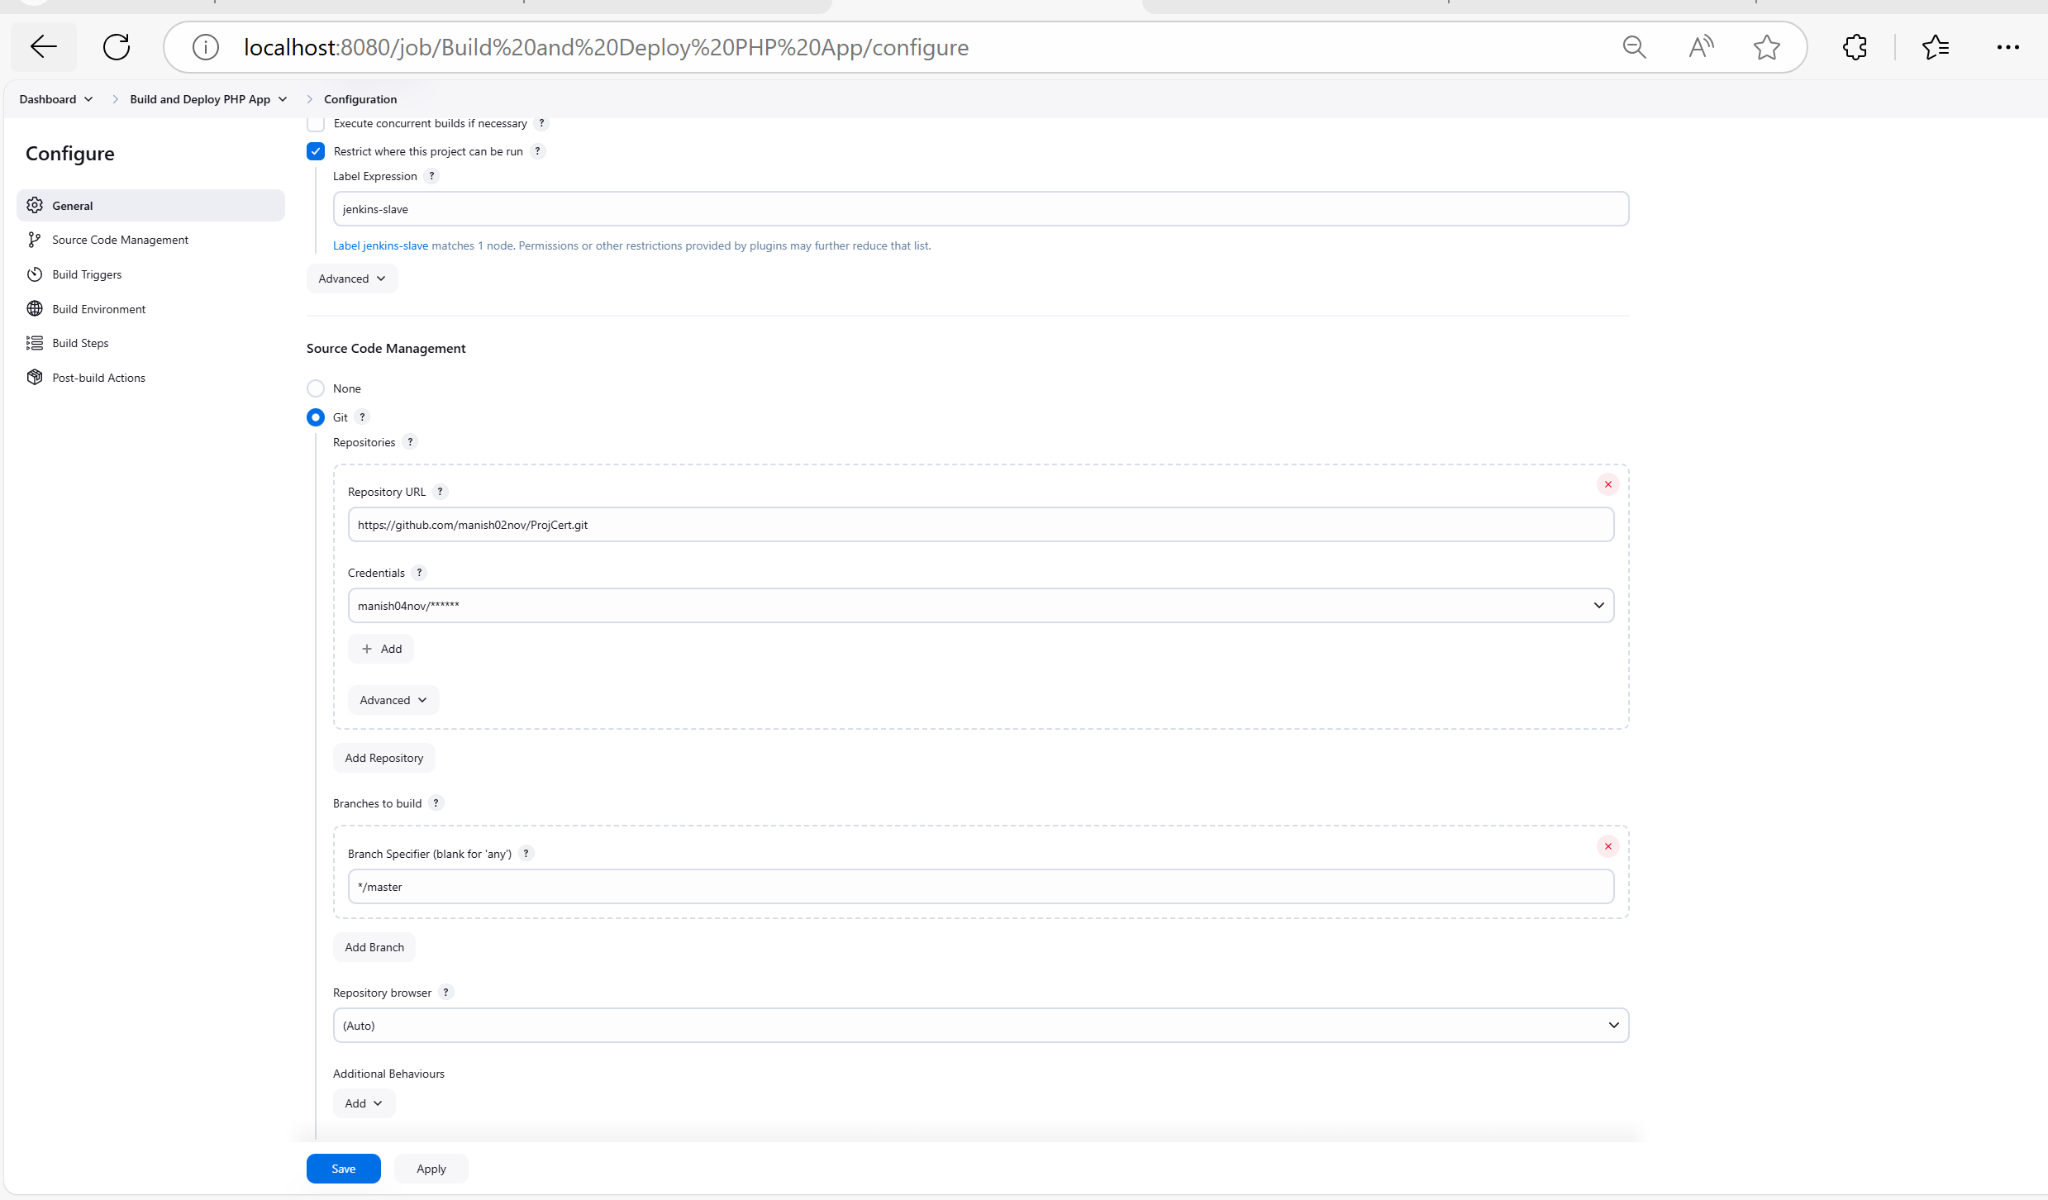 localhost:8080/job/Build%20and%20Deploy%20PHP%20App/configure
Dashboard > Build and Deploy PHP App > Configuration
Configure
General
Source Code Management
Build Triggers
Build Environment
Build Steps
Post-build Actions
Execute concurrent builds if necessary ?
Restrict where this project can be run ?
Label Expression ?
jenkins-slave
Label jenkins-slave matches 1 node. Permissions or other restrictions provided by plugins may further reduce that list.
Advanced
Source Code Management
None
Git ?
Repositories ?
Repository URL ?
https://github.com/manish02nov/ProjCert.git
Credentials ?
manish04nov/******
+ Add
Advanced
Add Repository
Branches to build ?
Branch Specifier (blank for 'any') ?
*/master
Add Branch
Repository browser ?
(Auto)
Additional Behaviours
Add
Save Apply